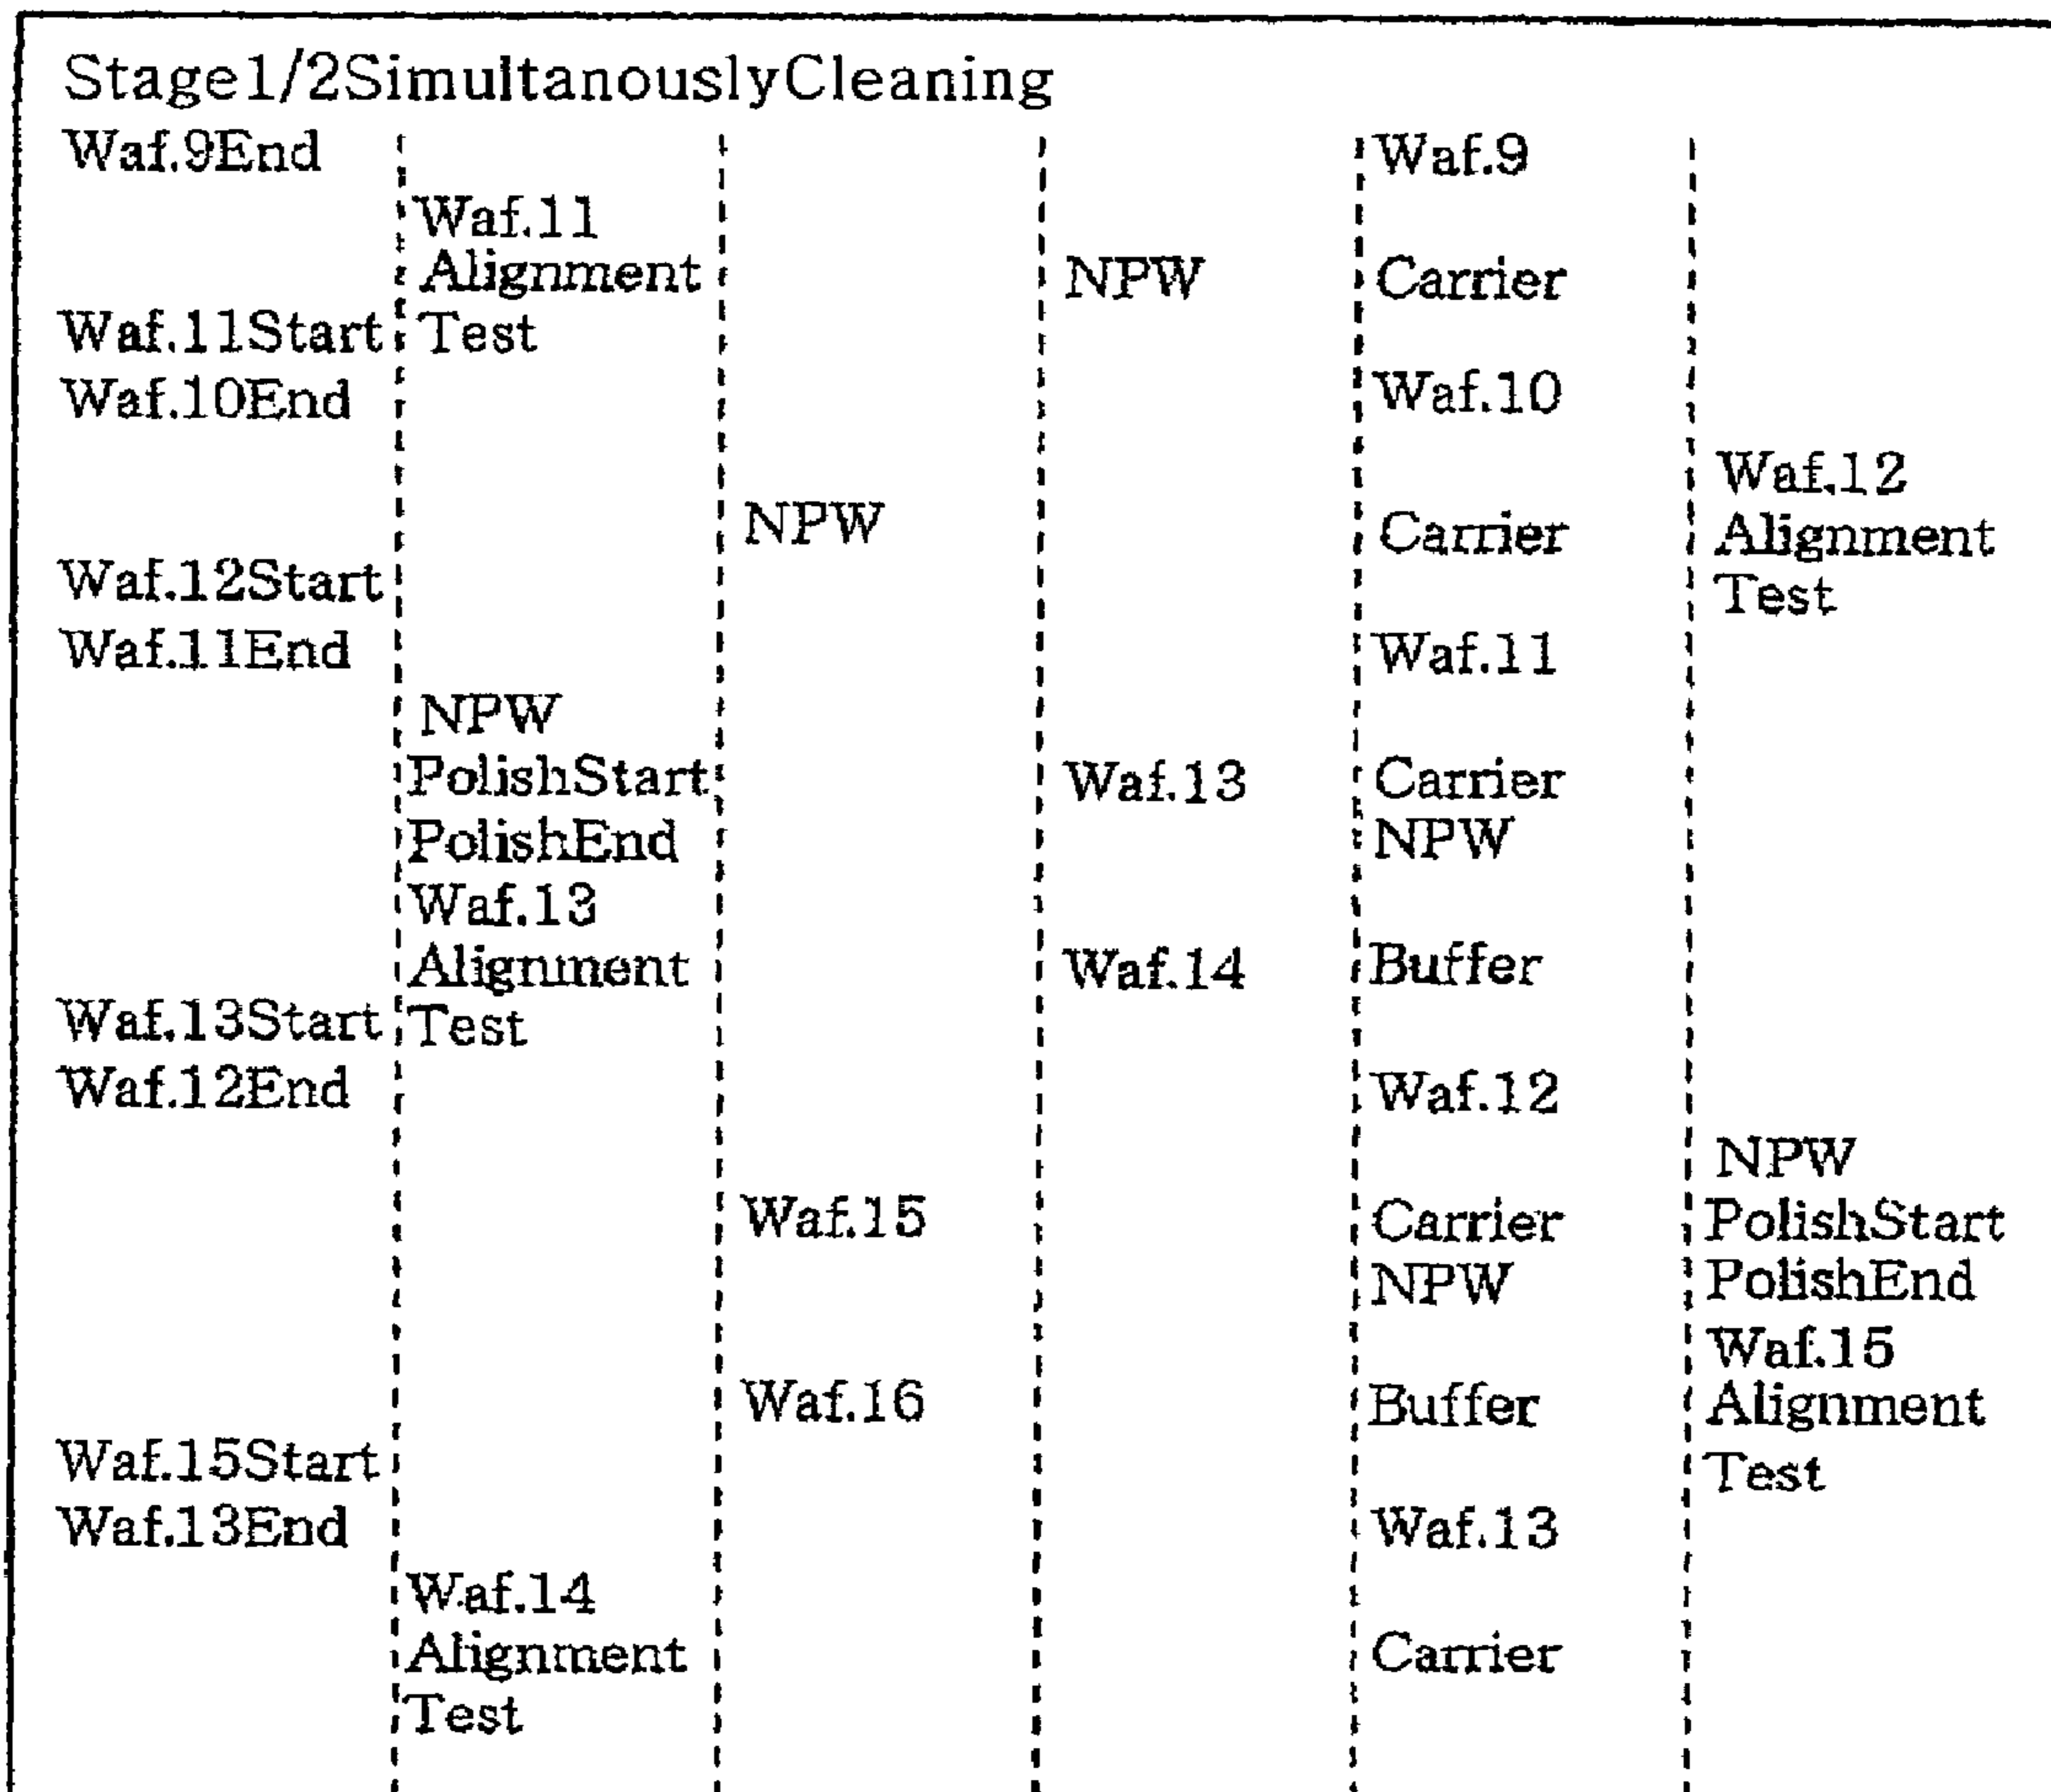 Stage1/2SimultanouslyCleaning
Waf.9End Waf.9
Waf.11
Alignment NPW Carrier
Waf.11Start Test
Waf.10End Waf.10
Waf.12
NPW Carrier Alignment
Waf.12Start Test
Waf.11End Waf.11
NPW
PolishStart Waf.13 Carrier
PolishEnd NPW
Waf.13
Alignment Waf.14 Buffer
Waf.13Start Test
Waf.12End Waf.12
NPW
Waf.15 Carrier PolishStart
NPW PolishEnd
Waf.15
Waf.16 Buffer Alignment
Waf.15Start Test
Waf.13End Waf.13
Waf.14
Alignment Carrier
Test